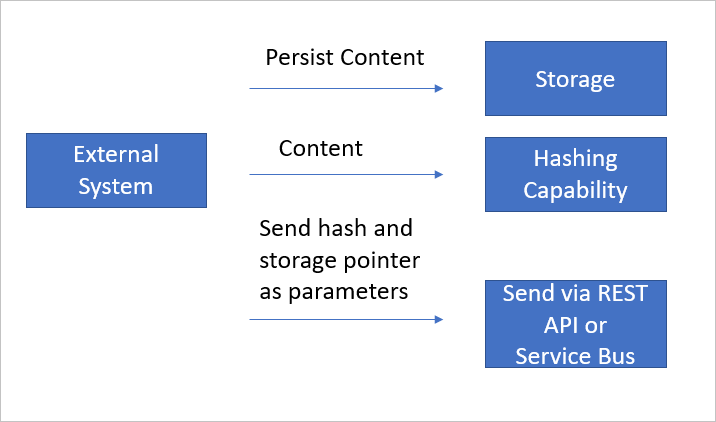 Persist Content
Storage
External
System
Content
Hashing
Capability
Send hash and
storage pointer
as parameters
Send via REST
API or
Service Bus